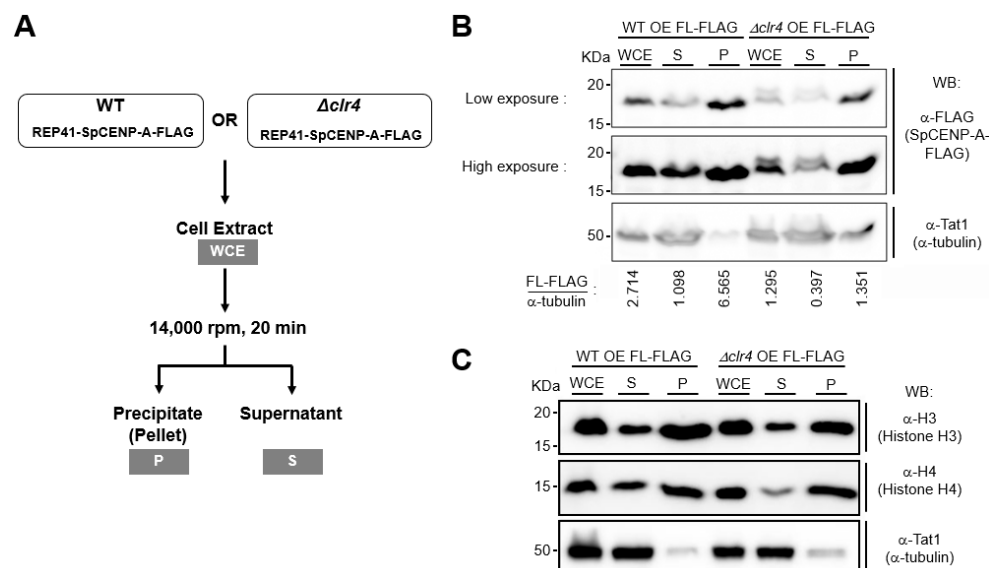 A
WT
REP41-SpCENP-A-FLAG
OR
Δclr4
REP41-SpCENP-A-FLAG
Cell Extract
WCE
14,000 rpm, 20 min
Precipitate
(Pellet)
P
Supernatant
S
B
WT OE FL-FLAG Δclr4 OE FL-FLAG
KDa WCE S P WCE S P
Low exposure :
20
15
High exposure :
20
15
50
WB:
α-FLAG
(SpCENP-A-
FLAG)
α-Tat1
(α-tubulin)
FL-FLAG
α-tubulin
:
2.714 1.098 6.565 1.295 0.397 1.351
C
WT OE FL-FLAG Δclr4 OE FL-FLAG
KDa WCE S P WCE S P
20
15
15
50
WB:
α-H3
(Histone H3)
α-H4
(Histone H4)
α-Tat1
(α-tubulin)